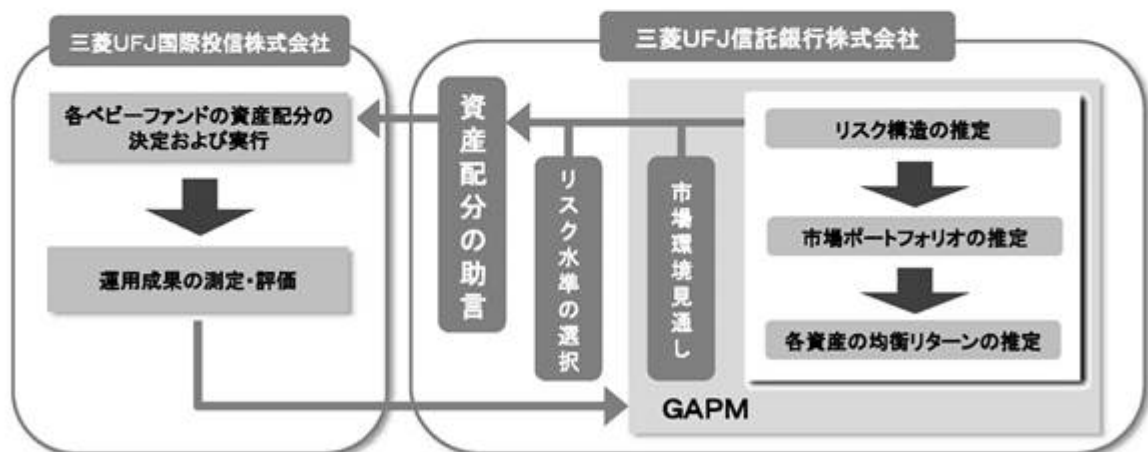 三菱UFJ国際投信株式会社
各ベビーファンドの資産配分の
決定および実行
運用成果の測定・評価
三菱UFJ信託銀行株式会社
資産配分の助言
リスク水準の選択
市場環境見通し
リスク構造の推定
市場ポートフォリオの推定
各資産の均衡リターンの推定
GAPM